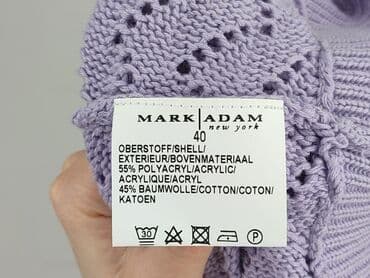 MARK|ADAM
new york
40
OBERSTOFF/SHELL/
EXTERIEUR/BOVENMATERIAAL
55% POLYACRYL/ACRYLIC/
ACRYLIQUE/ACRYL
45% BAUMWOLLE/COTTON/COTON/
KATOEN
30
P